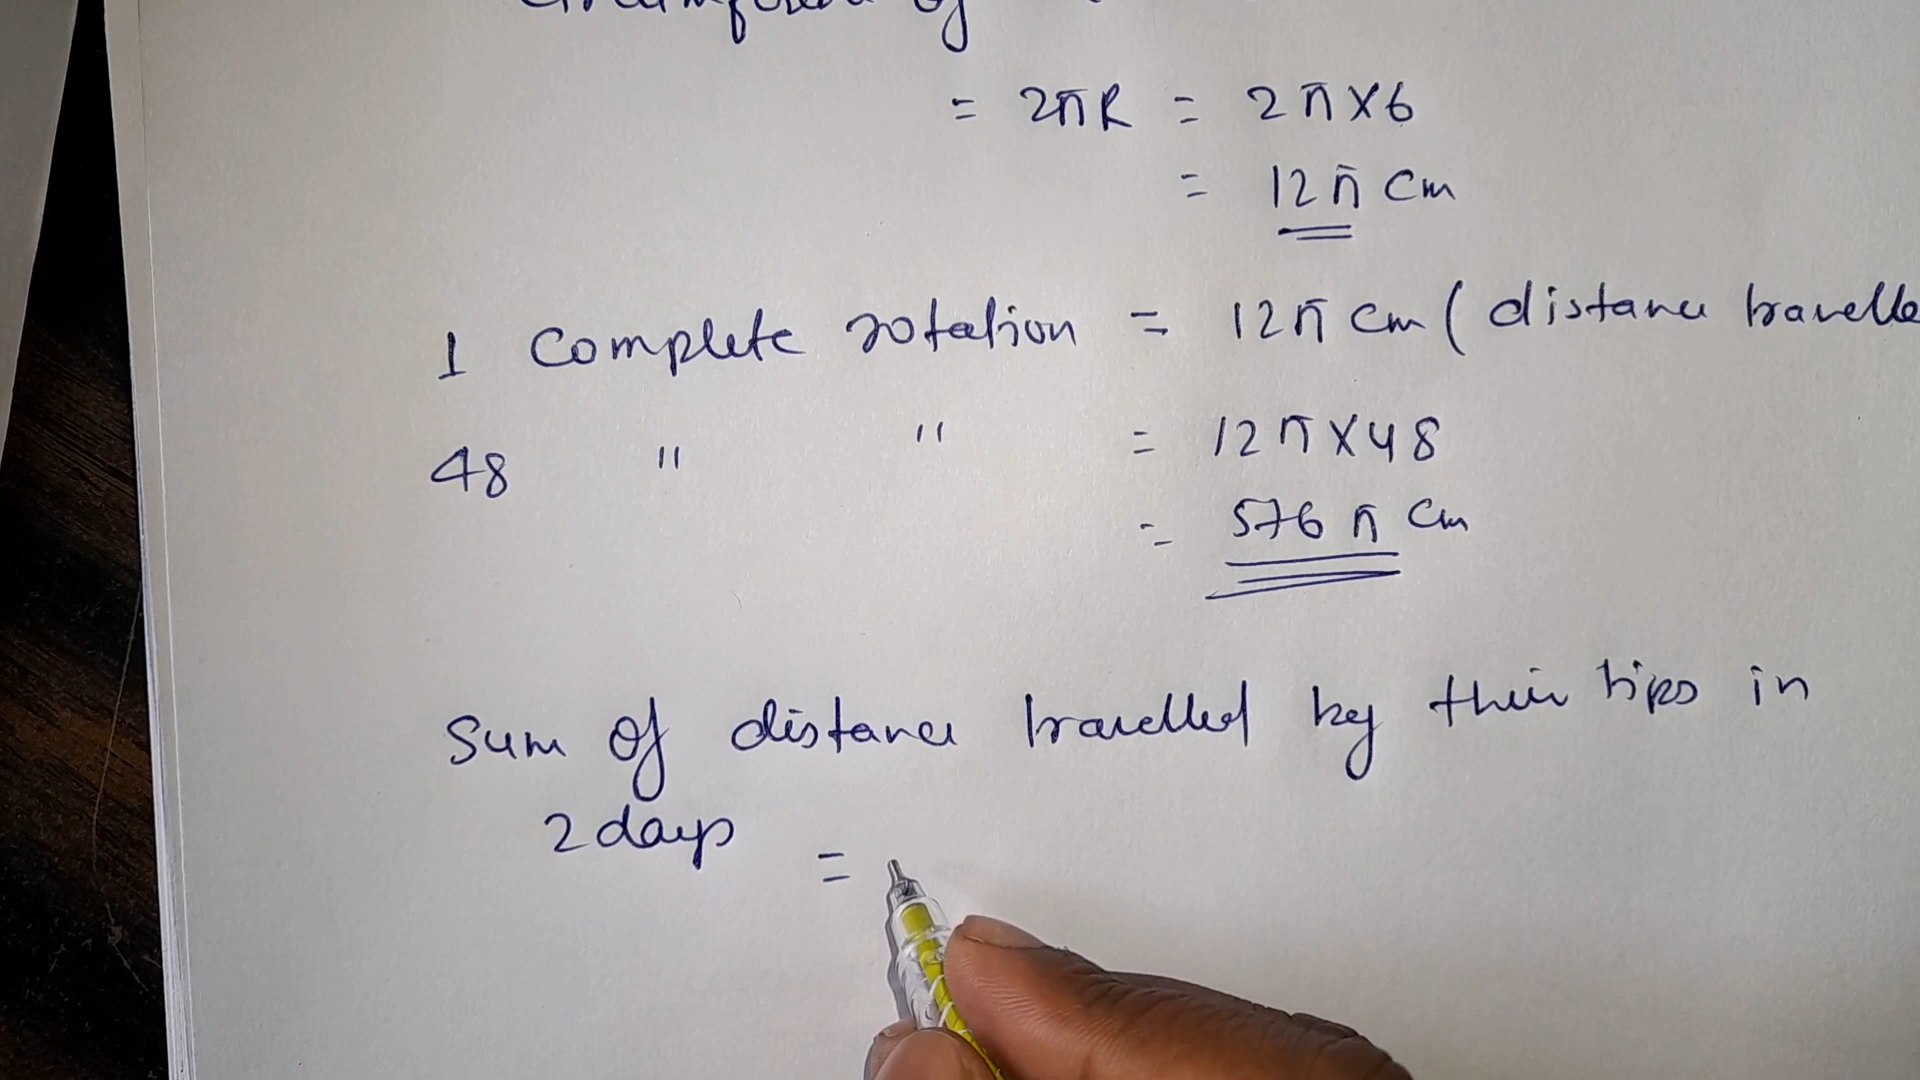 = 2πR = 2π×6
= 12π cm
1 complete rotation = 12π cm (distance travelle
48 " " = 12π×48
= 576 π cm
Sum of distance travelled by their tips in
2 days =